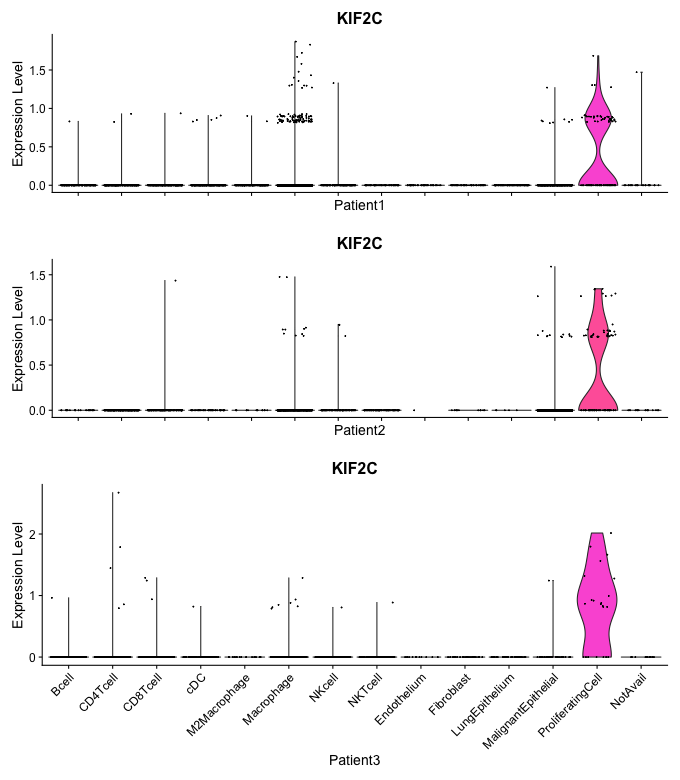 KIF2C
Expression Level
1.5
1.0
0.5
0.0
Patient1
KIF2C
Expression Level
1.5
1.0
0.5
0.0
Patient2
KIF2C
Expression Level
2
1
0
Bcell
CD4Tcell
CD8Tcell
cDC
M2Macrophage
Macrophage
NKcell
NKTcell
Endothelium
Fibroblast
LungEpithelium
MalignantEpithelial
ProliferatingCell
NotAvail
Patient3